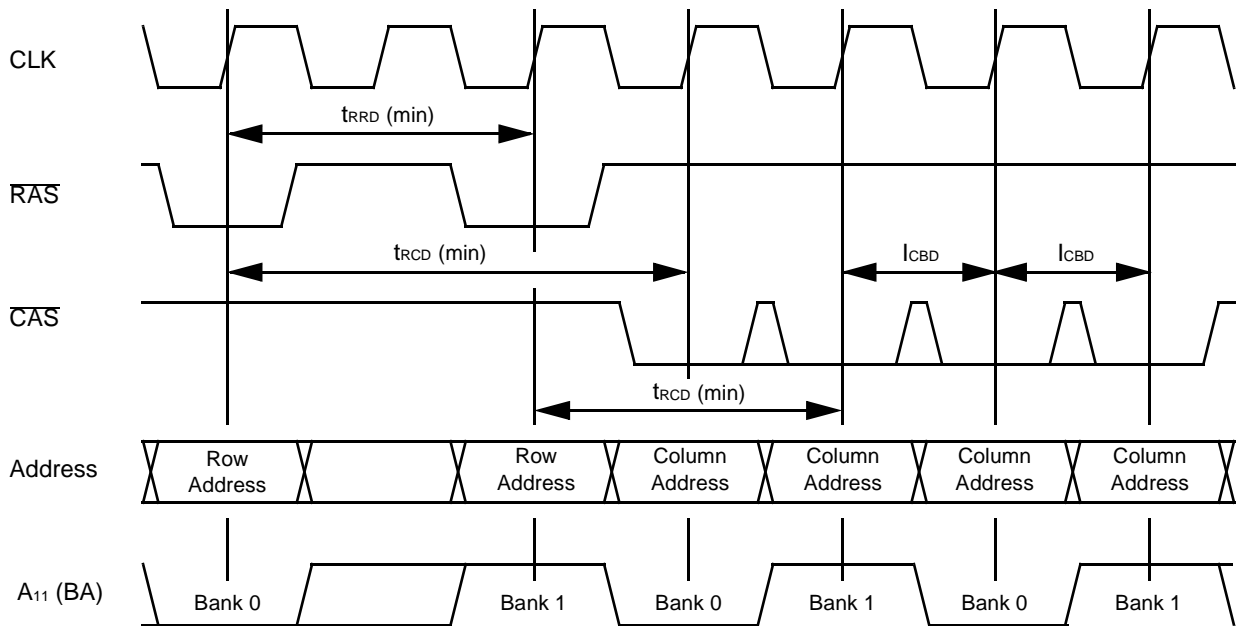 CLK
tRRD (min)
RAS
tRCD (min)
ICBD
ICBD
CAS
tRCD (min)
Address
Row
Address
Row
Address
Column
Address
Column
Address
Column
Address
Column
Address
A11 (BA)
Bank 0
Bank 1
Bank 0
Bank 1
Bank 0
Bank 1